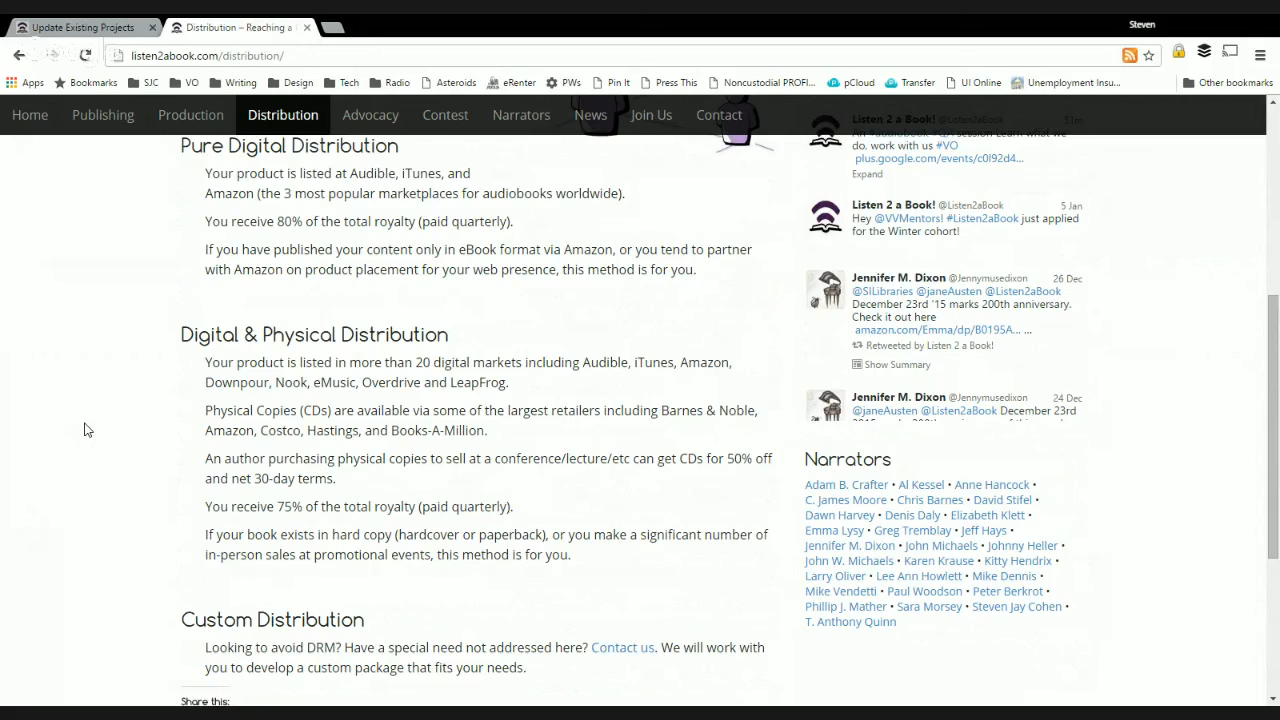 Steven
Update Existing Projects
Distribution – Reaching a
listen2abook.com/distribution/
Apps Bookmarks SJC VO Writing Design Tech Radio Asteroids eRenter PWs Pin It Press This Noncustodial PROFI... pCloud Transfer UI Online Unemployment Insu... Other bookmarks
Home Publishing Production Distribution Advocacy Contest Narrators News Join Us Contact
Pure Digital Distribution
Your product is listed at Audible, iTunes, and
Amazon (the 3 most popular marketplaces for audiobooks worldwide).
You receive 80% of the total royalty (paid quarterly).
If you have published your content only in eBook format via Amazon, or you tend to partner
with Amazon on product placement for your web presence, this method is for you.
Digital & Physical Distribution
Your product is listed in more than 20 digital markets including Audible, iTunes, Amazon,
Downpour, Nook, eMusic, Overdrive and LeapFrog.
Physical Copies (CDs) are available via some of the largest retailers including Barnes & Noble,
Amazon, Costco, Hastings, and Books-A-Million.
An author purchasing physical copies to sell at a conference/lecture/etc can get CDs for 50% off
and net 30-day terms.
You receive 75% of the total royalty (paid quarterly).
If your book exists in hard copy (hardcover or paperback), or you make a significant number of
in-person sales at promotional events, this method is for you.
Custom Distribution
Looking to avoid DRM? Have a special need not addressed here? Contact us. We will work with
you to develop a custom package that fits your needs.
Share this:
Listen 2 a Book! @Listen2aBook 51m
An #audiobook session Learn what we
do, work with us #VO
plus.google.com/events/c0l92d4...
Expand
Listen 2 a Book! @Listen2aBook 5 Jan
Hey @VVMentors! #Listen2aBook just applied
for the Winter cohort!
Jennifer M. Dixon @Jennymusedixon 26 Dec
@SILibraries @janeAusten @Listen2aBook
December 23rd '15 marks 200th anniversary.
Check it out here
amazon.com/Emma/dp/B0195A... ...
Retweeted by Listen 2 a Book!
Show Summary
Jennifer M. Dixon @Jennymusedixon 24 Dec
@janeAusten @Listen2aBook December 23rd
Narrators
Adam B. Crafter • Al Kessel • Anne Hancock •
C. James Moore • Chris Barnes • David Stifel •
Dawn Harvey • Denis Daly • Elizabeth Klett •
Emma Lysy • Greg Tremblay • Jeff Hays •
Jennifer M. Dixon • John Michaels • Johnny Heller •
John W. Michaels • Karen Krause • Kitty Hendrix •
Larry Oliver • Lee Ann Howlett • Mike Dennis •
Mike Vendetti • Paul Woodson • Peter Berkrot •
Phillip J. Mather • Sara Morsey • Steven Jay Cohen •
T. Anthony Quinn